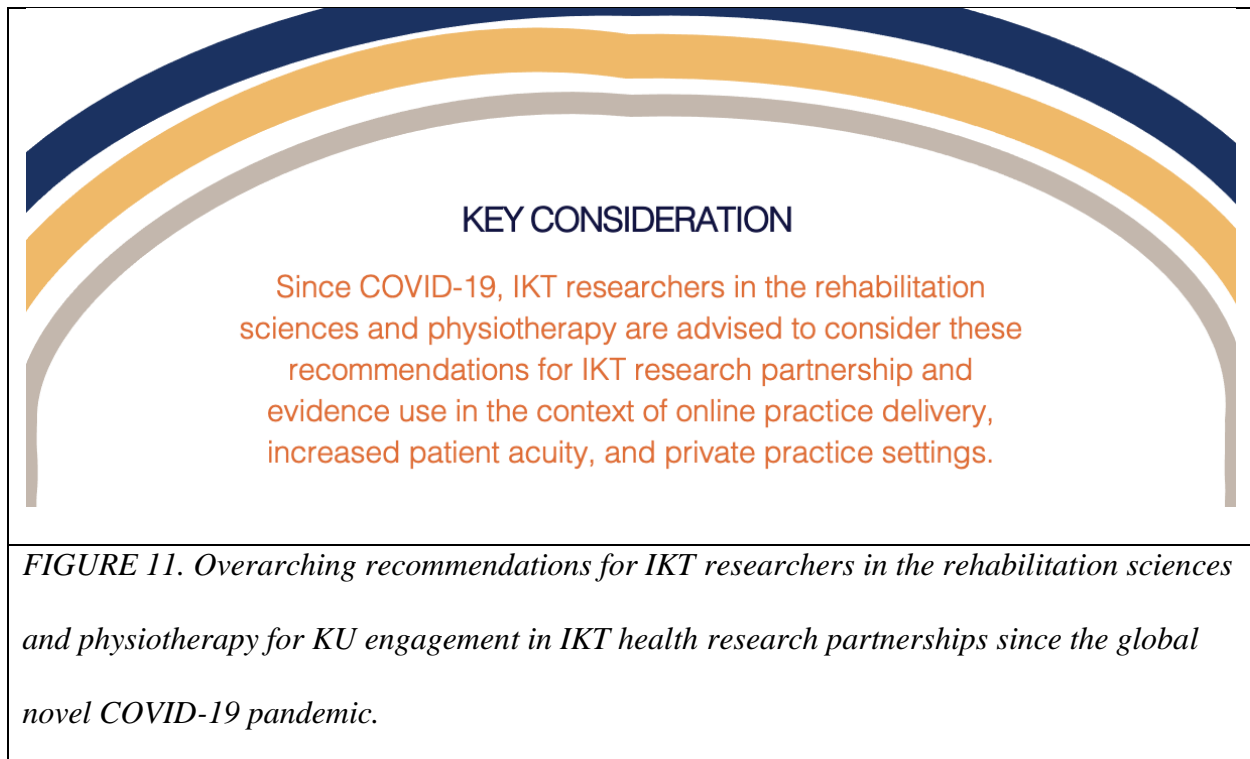 KEY CONSIDERATION
Since COVID-19, IKT researchers in the rehabilitation
sciences and physiotherapy are advised to consider these
recommendations for IKT research partnership and
evidence use in the context of online practice delivery,
increased patient acuity, and private practice settings.
FIGURE 11. Overarching recommendations for IKT researchers in the rehabilitation sciences
and physiotherapy for KU engagement in IKT health research partnerships since the global
novel COVID-19 pandemic.